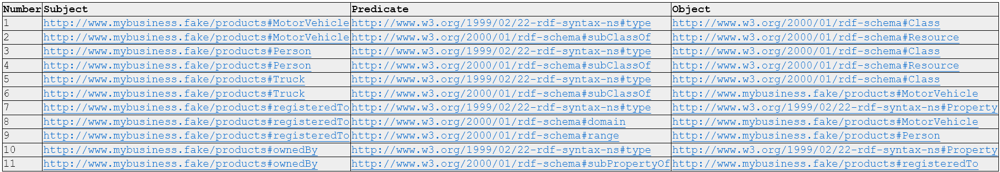 Number Subject Predicate Object
1 http://www.mybusiness.fake/products#MotorVehicle http://www.w3.org/1999/02/22-rdf-syntax-ns#type http://www.w3.org/2000/01/rdf-schema#Class
2 http://www.mybusiness.fake/products#MotorVehicle http://www.w3.org/2000/01/rdf-schema#subClassOf http://www.w3.org/2000/01/rdf-schema#Resource
3 http://www.mybusiness.fake/products#Person http://www.w3.org/1999/02/22-rdf-syntax-ns#type http://www.w3.org/2000/01/rdf-schema#Class
4 http://www.mybusiness.fake/products#Person http://www.w3.org/2000/01/rdf-schema#subClassOf http://www.w3.org/2000/01/rdf-schema#Resource
5 http://www.mybusiness.fake/products#Truck http://www.w3.org/1999/02/22-rdf-syntax-ns#type http://www.w3.org/2000/01/rdf-schema#Class
6 http://www.mybusiness.fake/products#Truck http://www.w3.org/2000/01/rdf-schema#subClassOf http://www.mybusiness.fake/products#MotorVehicle
7 http://www.mybusiness.fake/products#registeredTo http://www.w3.org/1999/02/22-rdf-syntax-ns#type http://www.w3.org/1999/02/22-rdf-syntax-ns#Property
8 http://www.mybusiness.fake/products#registeredTo http://www.w3.org/2000/01/rdf-schema#domain http://www.mybusiness.fake/products#MotorVehicle
9 http://www.mybusiness.fake/products#registeredTo http://www.w3.org/2000/01/rdf-schema#range http://www.mybusiness.fake/products#Person
10 http://www.mybusiness.fake/products#ownedBy http://www.w3.org/1999/02/22-rdf-syntax-ns#type http://www.w3.org/1999/02/22-rdf-syntax-ns#Property
11 http://www.mybusiness.fake/products#ownedBy http://www.w3.org/2000/01/rdf-schema#subPropertyOf http://www.mybusiness.fake/products#registeredTo